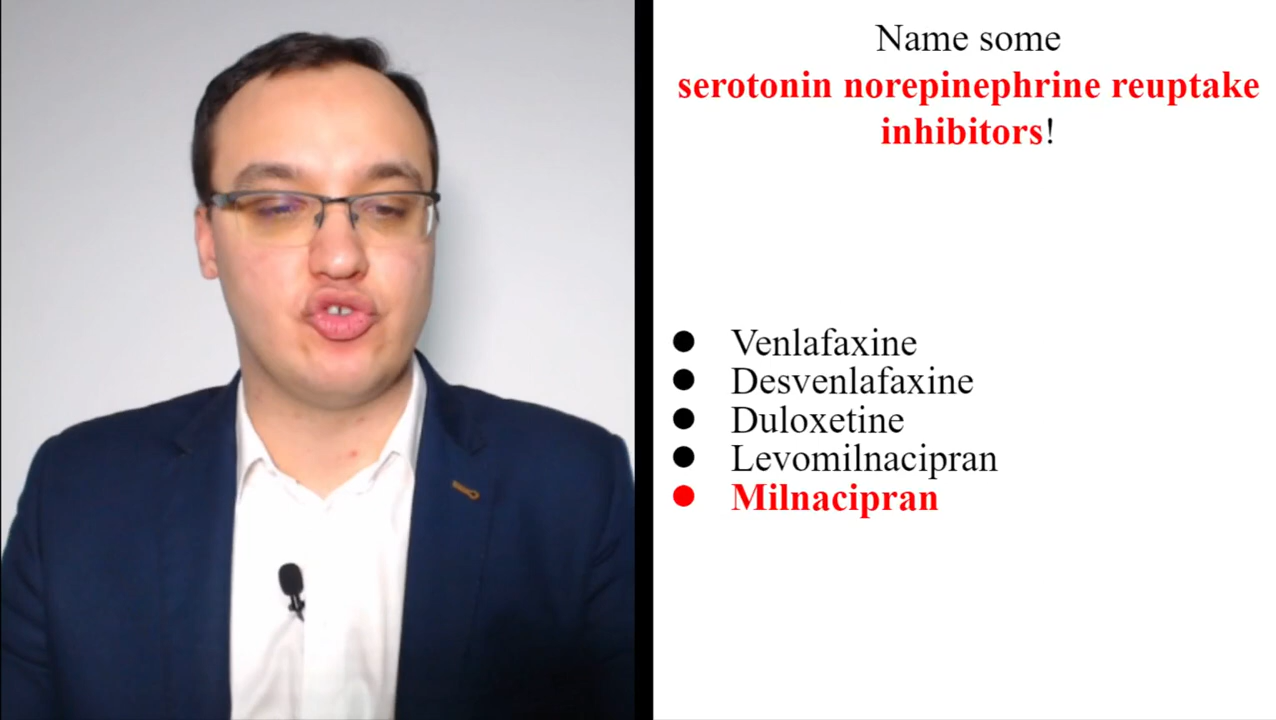 Name some
serotonin norepinephrine reuptake
inhibitors!
Venlafaxine
Desvenlafaxine
Duloxetine
Levomilnacipran
Milnacipran